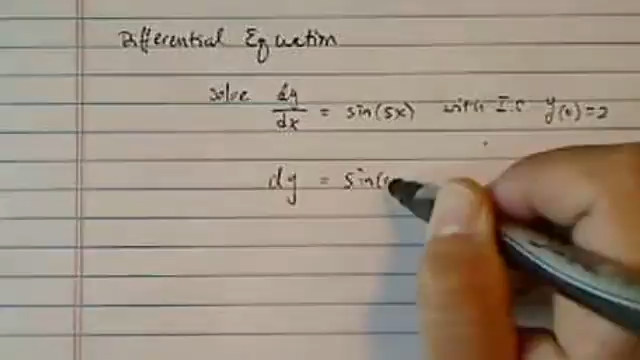 Differential Equation
Solve dy/dx = sin(5x) with I.C y(0)=2
dy = sin(